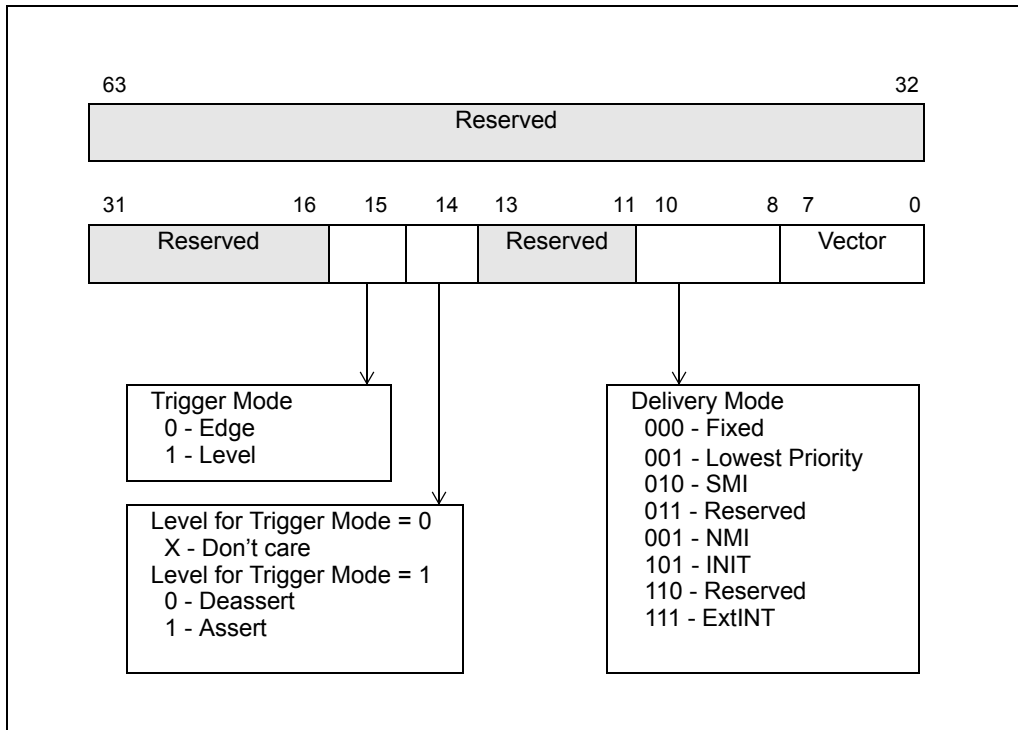 63 32
Reserved
31 16 15 14 13 11 10 8 7 0
Reserved Reserved Vector
Trigger Mode
0 - Edge
1 - Level
Level for Trigger Mode = 0
X - Don’t care
Level for Trigger Mode = 1
0 - Deassert
1 - Assert
Delivery Mode
000 - Fixed
001 - Lowest Priority
010 - SMI
011 - Reserved
001 - NMI
101 - INIT
110 - Reserved
111 - ExtINT